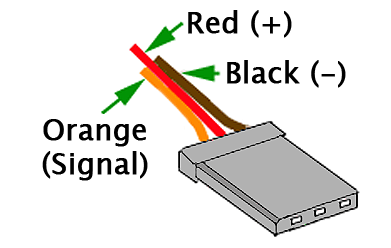 Red (+)
Black (-)
Orange
(Signal)